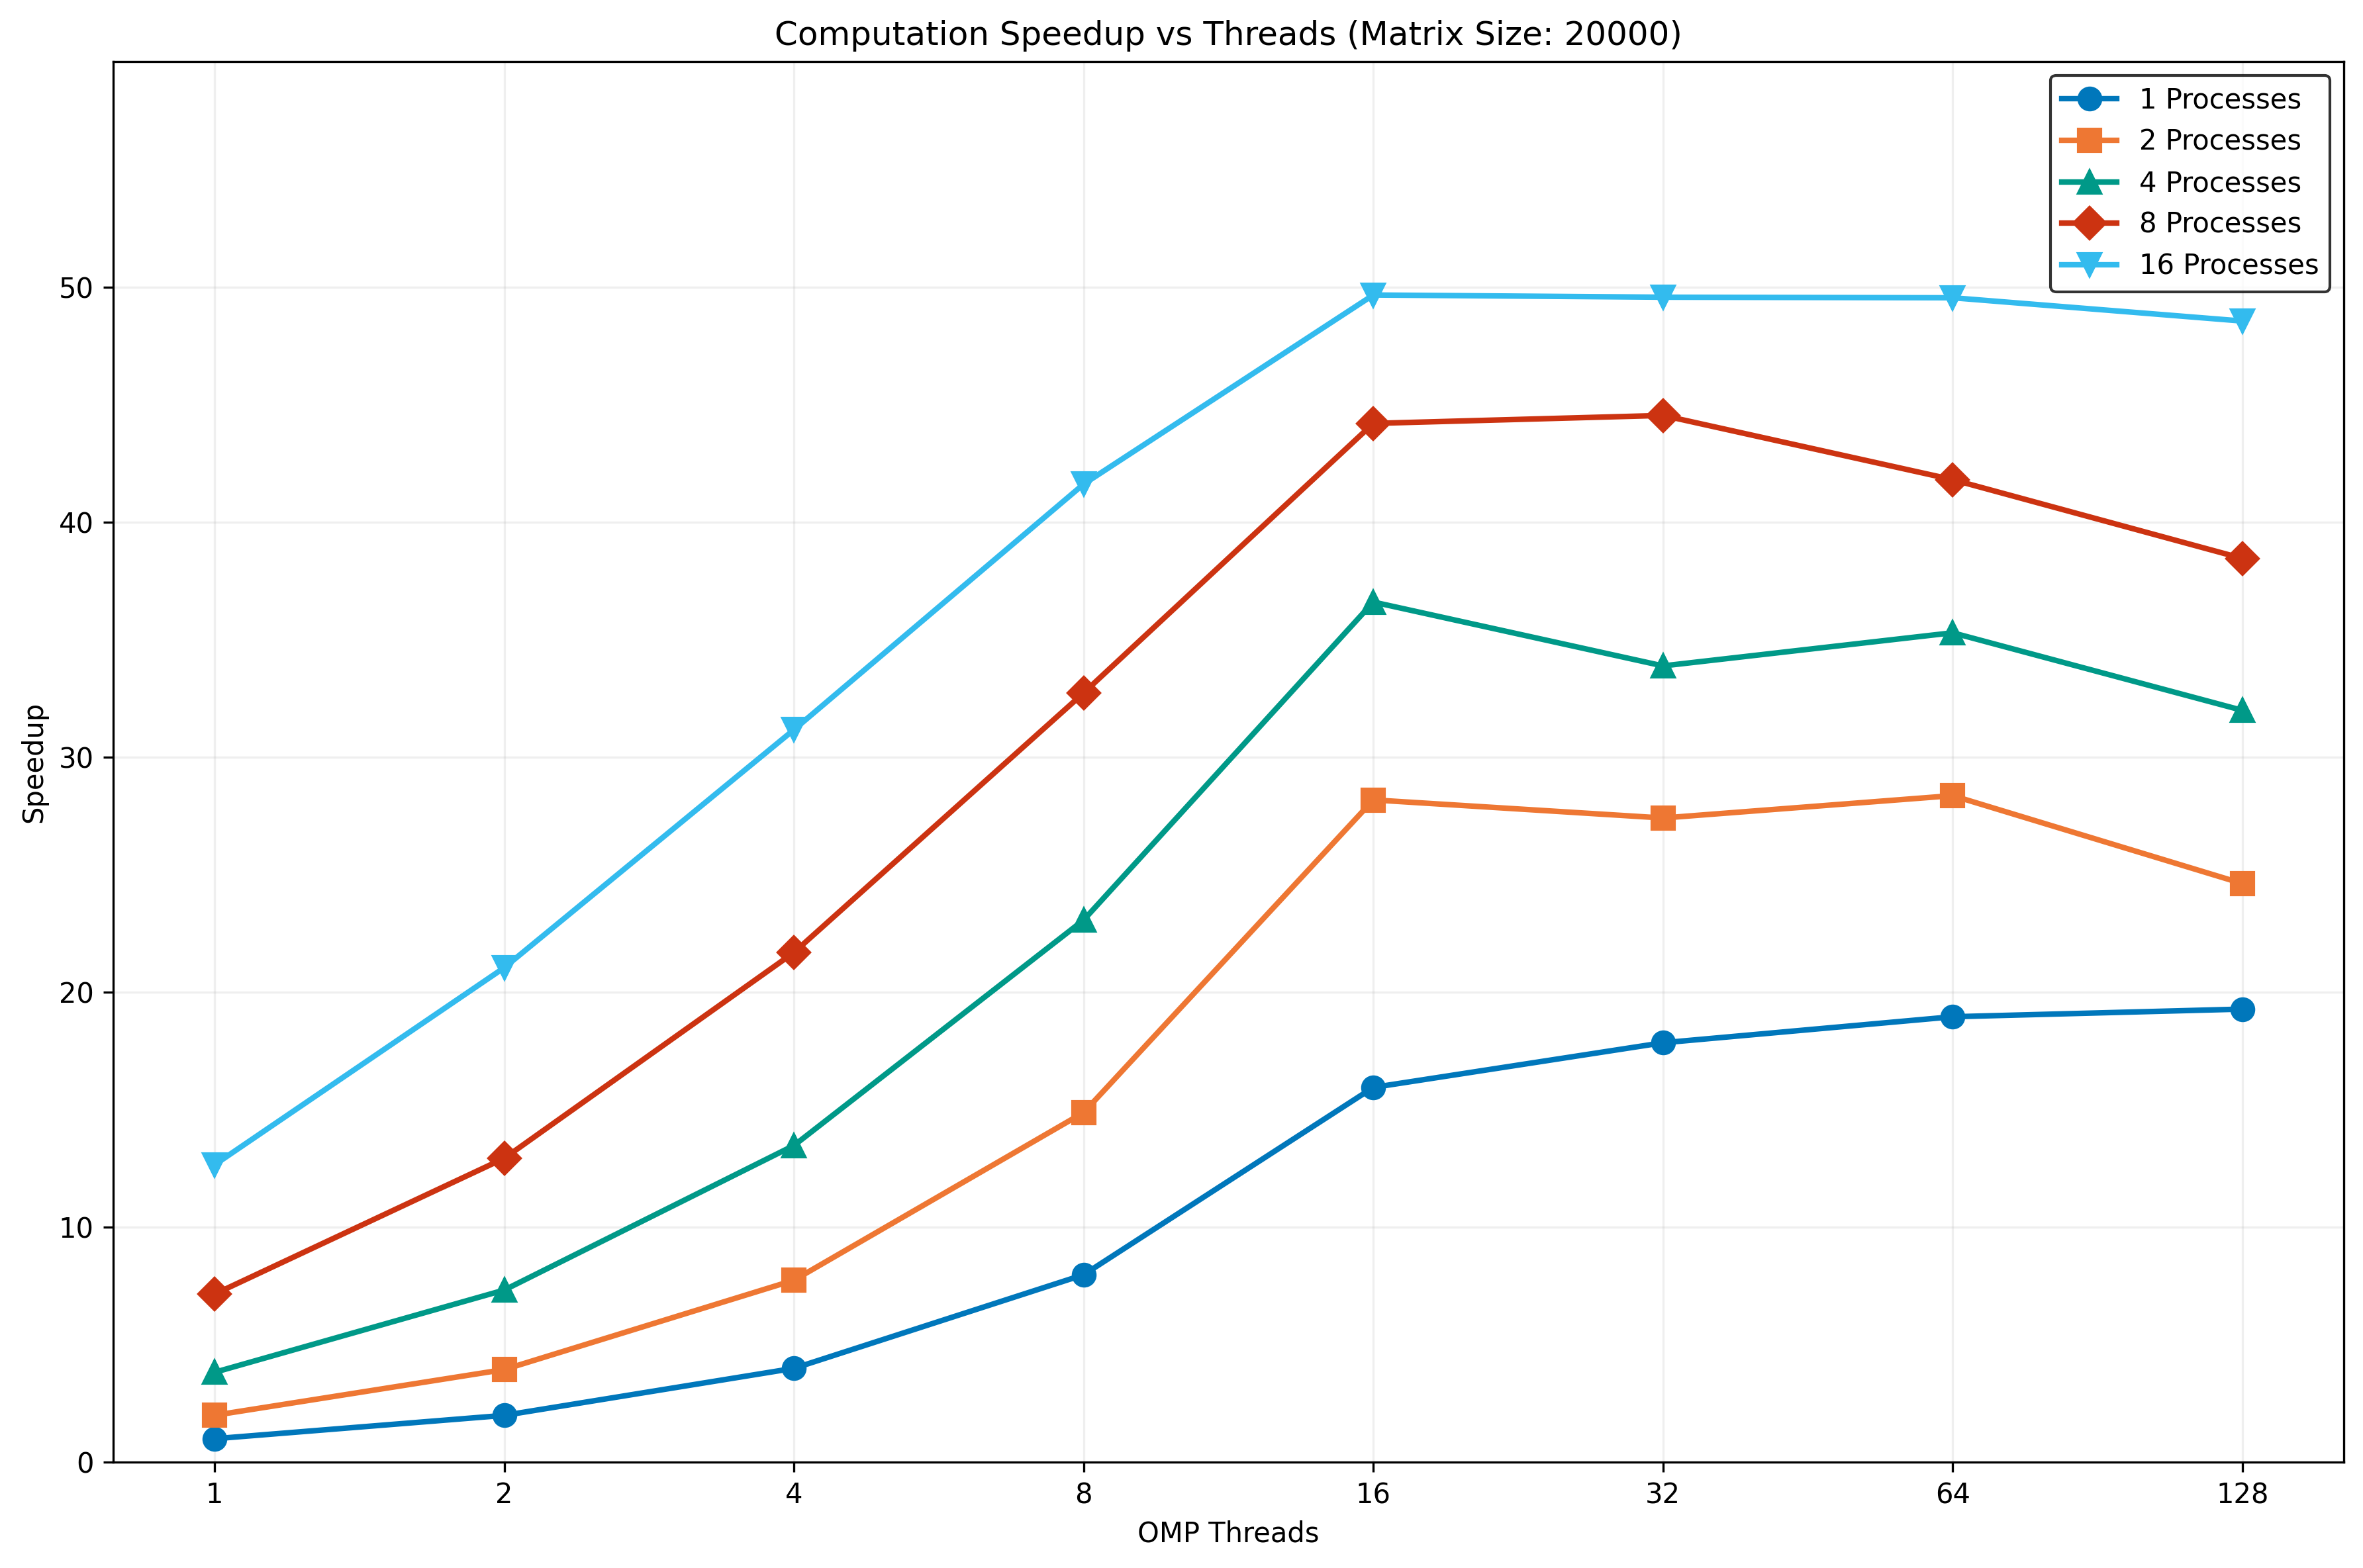 Computation Speedup vs Threads (Matrix Size: 20000)
1 Processes
2 Processes
4 Processes
8 Processes
16 Processes
Speedup
50
40
30
20
10
0
1 2 4 8 16 32 64 128
OMP Threads